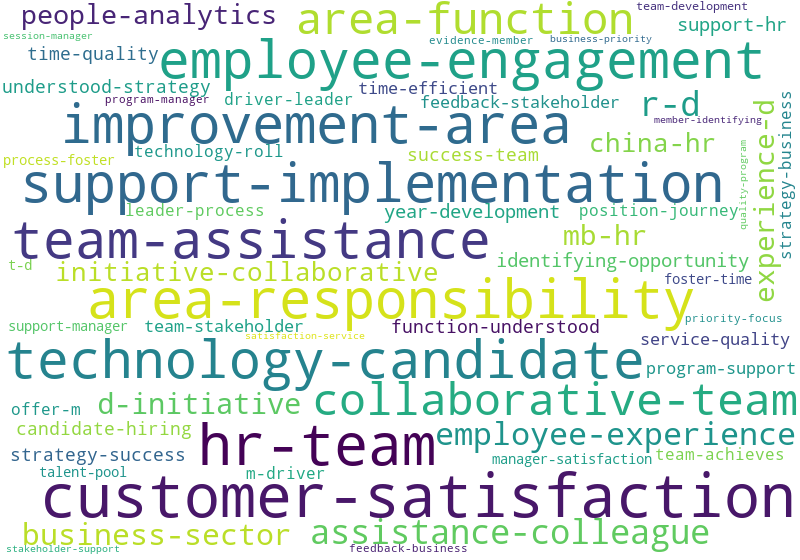 people-analytics
area-function
team-development
support-hr
session-manager
evidence-member
business-priority
time-quality
employee-engagement
understood-strategy
time-efficient
program-manager
driver-leader
feedback-stakeholder
r-d
improvement-area
member-identifying
technology-roll
success-team
china-hr
process-foster
support-implementation
experience-d
strategy-business
quality-program
leader-process
year-development
position-journey
team-assistance
mb-hr
t-d
initiative-collaborative
identifying-opportunity
foster-time
area-responsibility
priority-focus
support-manager
team-stakeholder
satisfaction-service
function-understood
service-quality
technology-candidate
program-support
offer-m
d-initiative
collaborative-team
candidate-hiring
hr-team
employee-experience
strategy-success
manager-satisfaction
team-achieves
talent-pool
m-driver
customer-satisfaction
business-sector
assistance-colleague
stakeholder-support
feedback-business